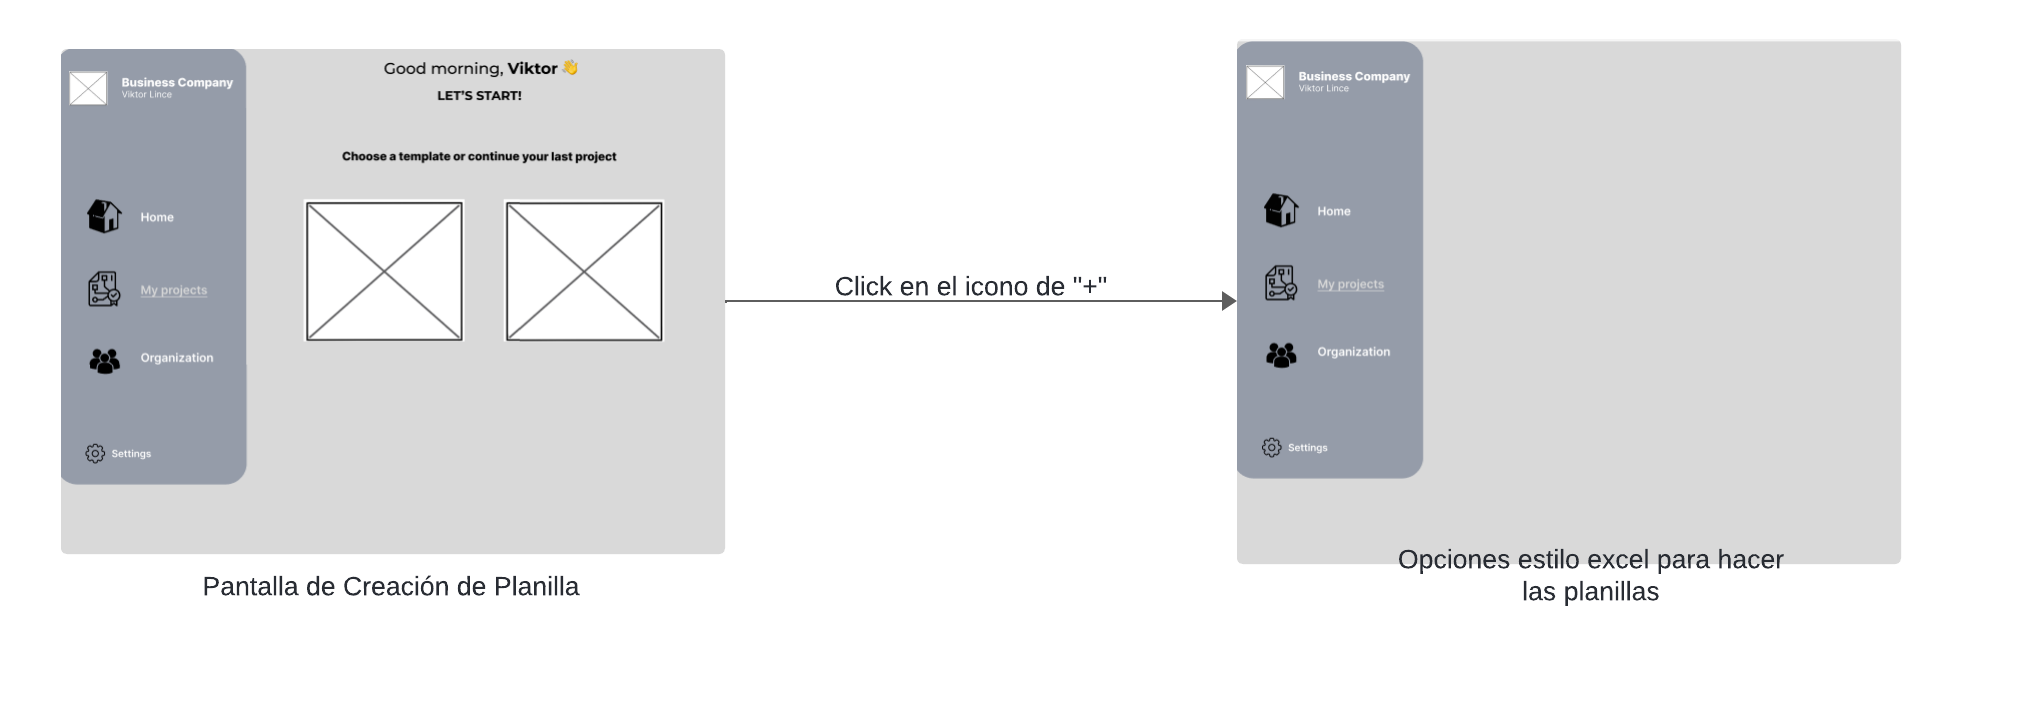 Business Company
Viktor Lince
Good morning, Viktor 👋
LET'S START!
Choose a template or continue your last project
Home
My projects
Organization
Settings
Pantalla de Creación de Planilla
Click en el icono de "+"
Business Company
Viktor Lince
Home
My projects
Organization
Settings
Opciones estilo excel para hacer
las planillas